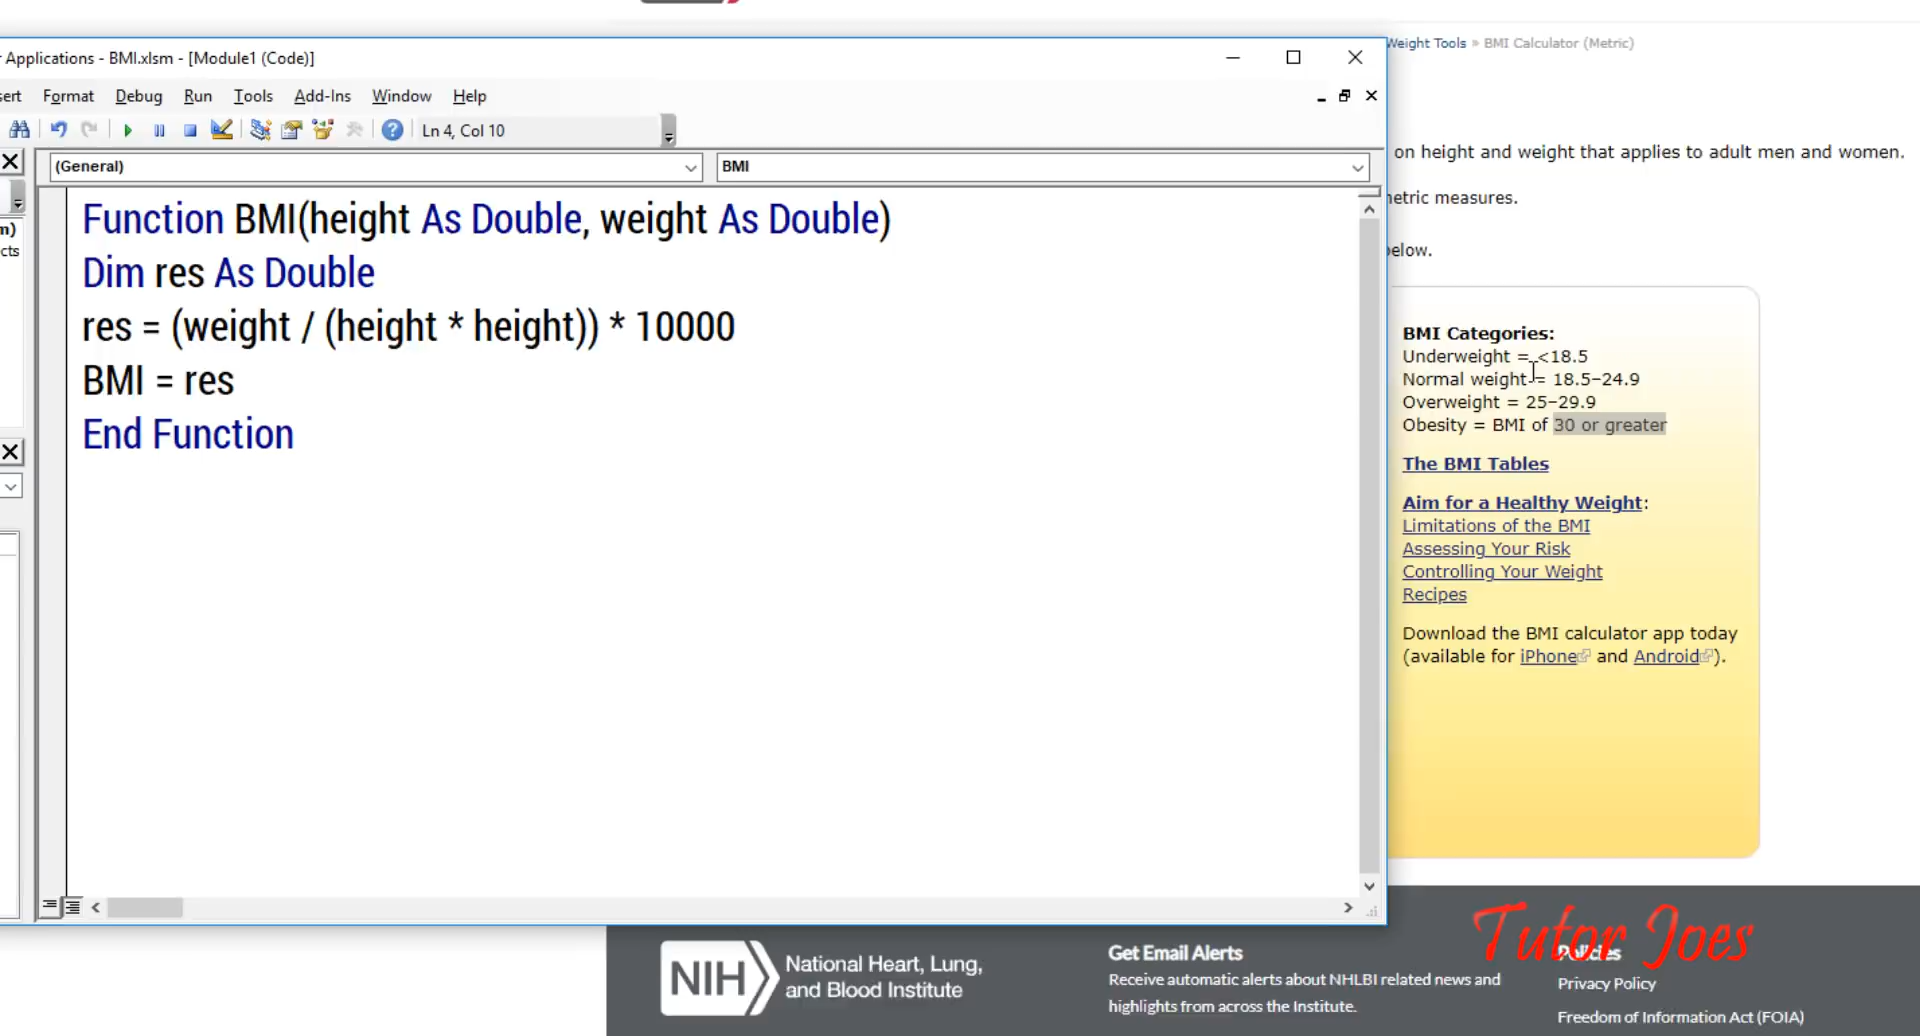 Weight Tools » BMI Calculator (Metric)
Applications - BMI.xlsm - [Module1 (Code)]
sert Format Debug Run Tools Add-Ins Window Help
Ln 4, Col 10
(General) BMI
m)
cts
Function BMI(height As Double, weight As Double)
Dim res As Double
res = (weight / (height * height)) * 10000
BMI = res
End Function
on height and weight that applies to adult men and women.
metric measures.
below.
BMI Categories:
Underweight = <18.5
Normal weight = 18.5–24.9
Overweight = 25–29.9
Obesity = BMI of 30 or greater
The BMI Tables
Aim for a Healthy Weight:
Limitations of the BMI
Assessing Your Risk
Controlling Your Weight
Recipes
Download the BMI calculator app today
(available for iPhone and Android).
NIH
National Heart, Lung,
and Blood Institute
Get Email Alerts
Receive automatic alerts about NHLBI related news and
highlights from across the Institute.
Tutor Joes
Policies
Privacy Policy
Freedom of Information Act (FOIA)